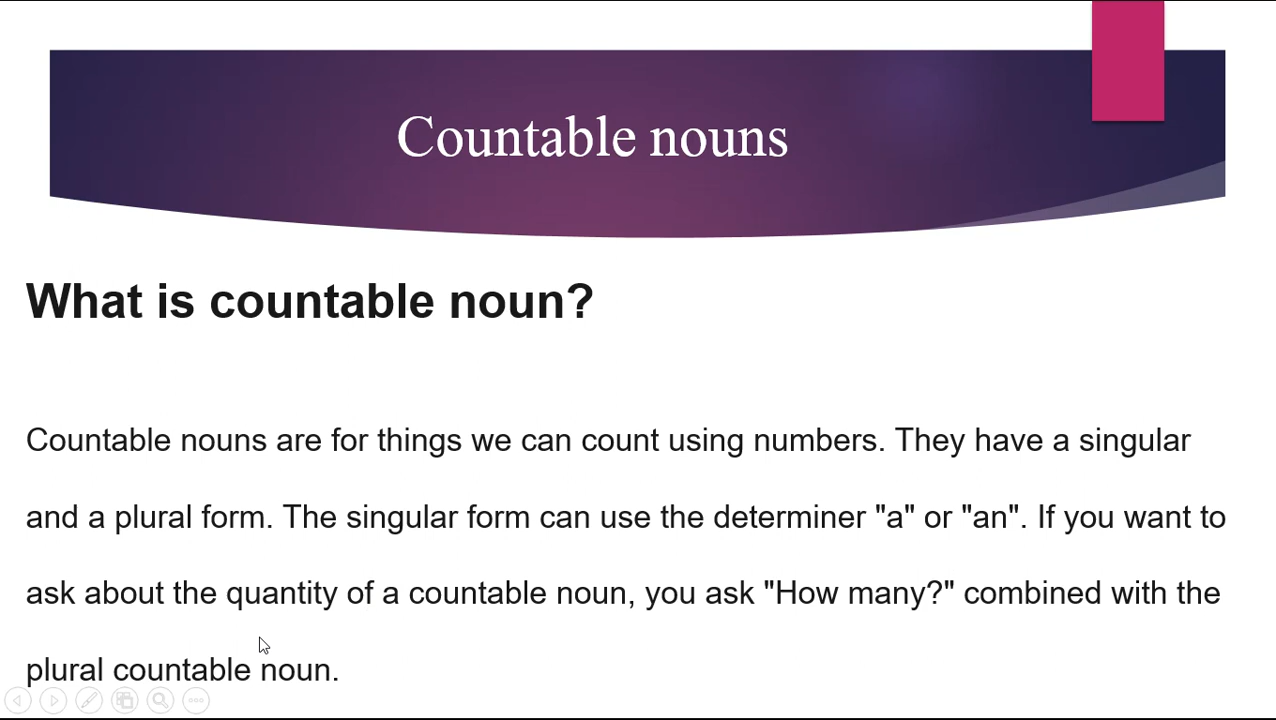 Countable nouns
What is countable noun?
Countable nouns are for things we can count using numbers. They have a singular
and a plural form. The singular form can use the determiner "a" or "an". If you want to
ask about the quantity of a countable noun, you ask "How many?" combined with the
plural countable noun.